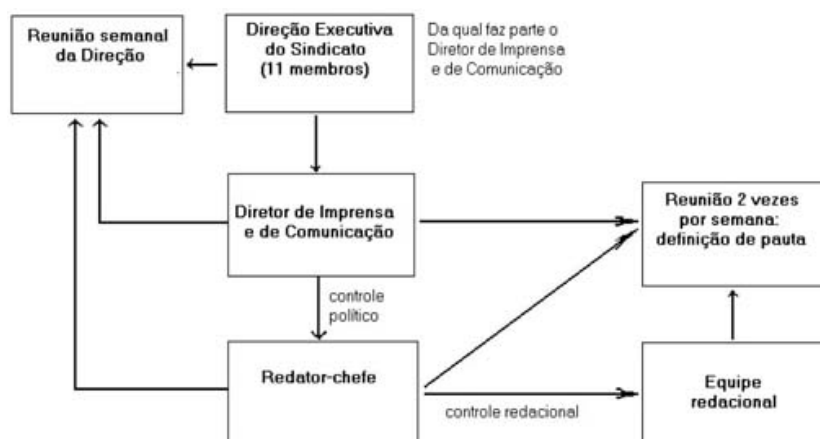 Reunião semanal
da Direção
Direção Executiva
do Sindicato
(11 membros)
Da qual faz parte o
Diretor de Imprensa
e de Comunicação
Diretor de Imprensa
e de Comunicação
Reunião 2 vezes
por semana:
definição de pauta
controle
político
Redator-chefe
controle redacional
Equipe
redacional